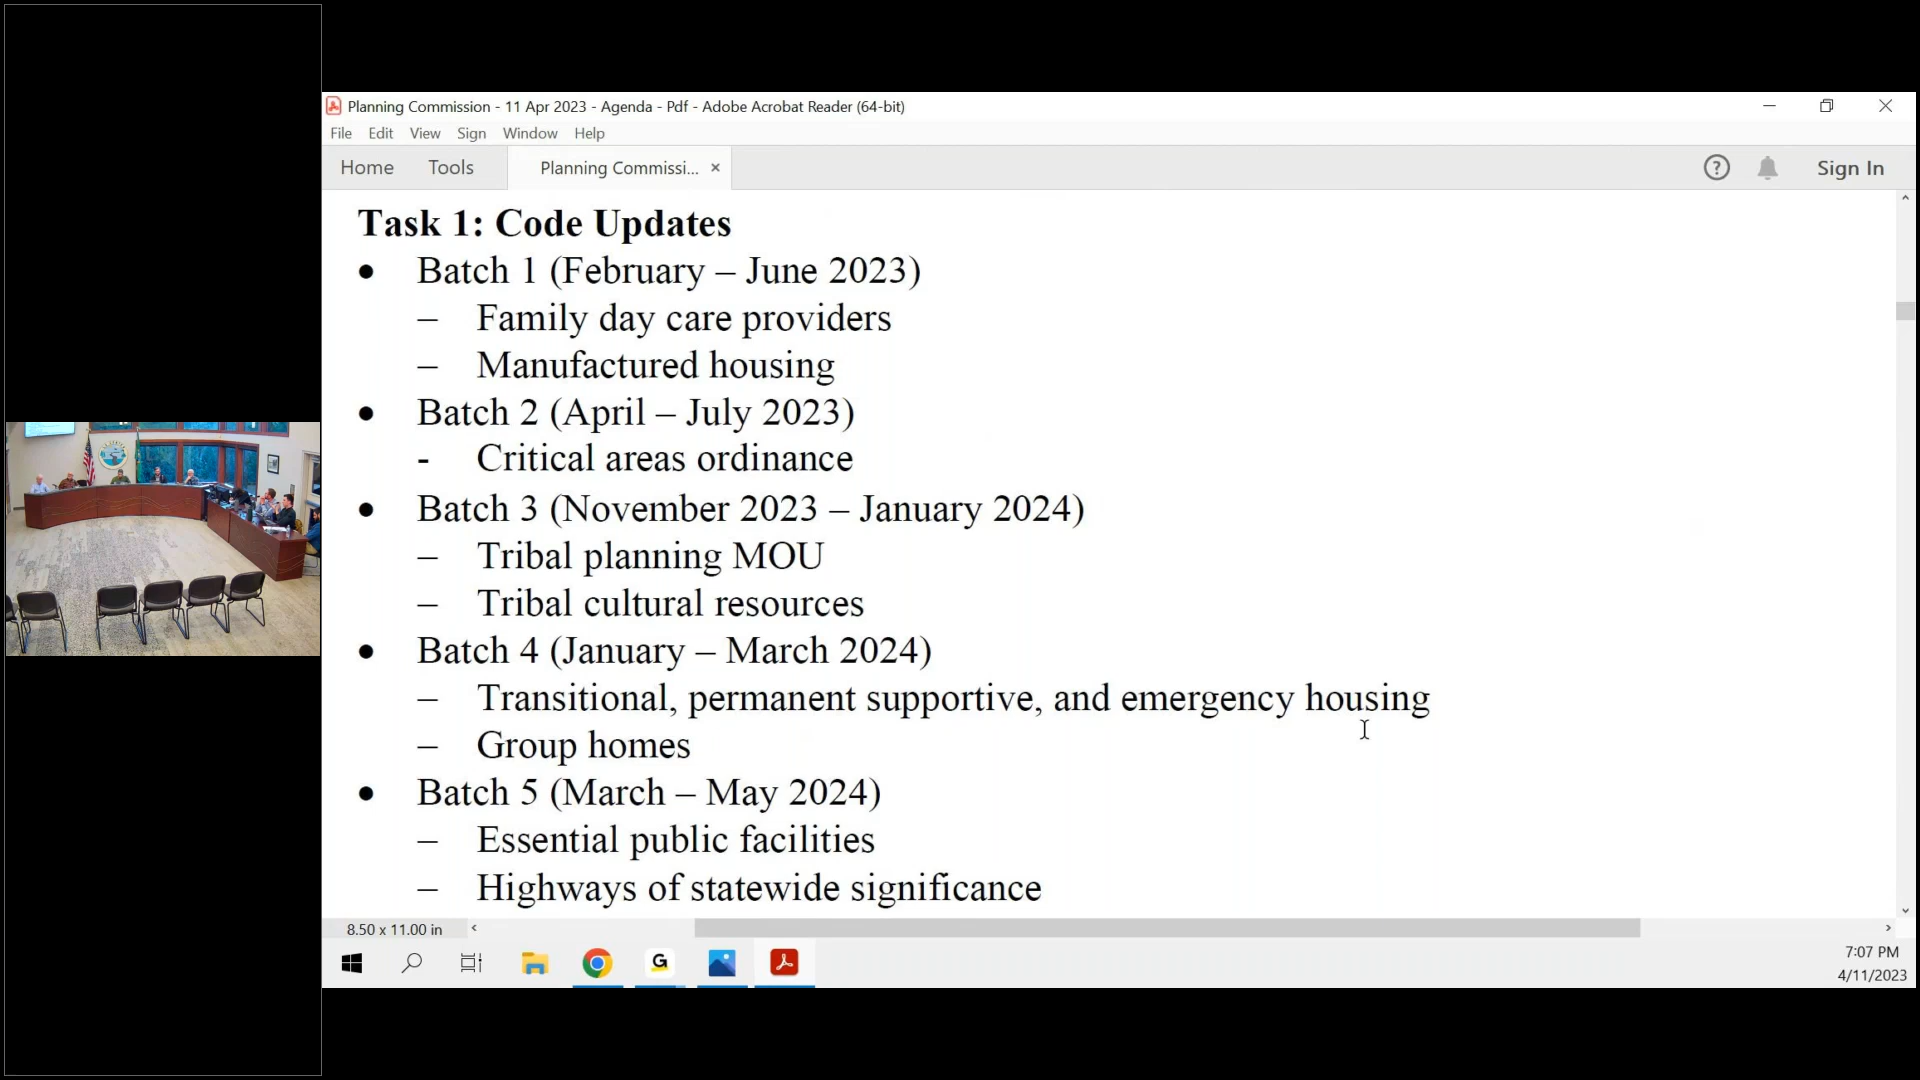 Planning Commission - 11 Apr 2023 - Agenda - Pdf - Adobe Acrobat Reader (64-bit)
File Edit View Sign Window Help
Home Tools Planning Commissi... Sign In
Task 1: Code Updates
• Batch 1 (February – June 2023)
– Family day care providers
– Manufactured housing
• Batch 2 (April – July 2023)
- Critical areas ordinance
• Batch 3 (November 2023 – January 2024)
– Tribal planning MOU
– Tribal cultural resources
• Batch 4 (January – March 2024)
– Transitional, permanent supportive, and emergency housing
– Group homes
• Batch 5 (March – May 2024)
– Essential public facilities
– Highways of statewide significance
8.50 x 11.00 in
G
7:07 PM
4/11/2023